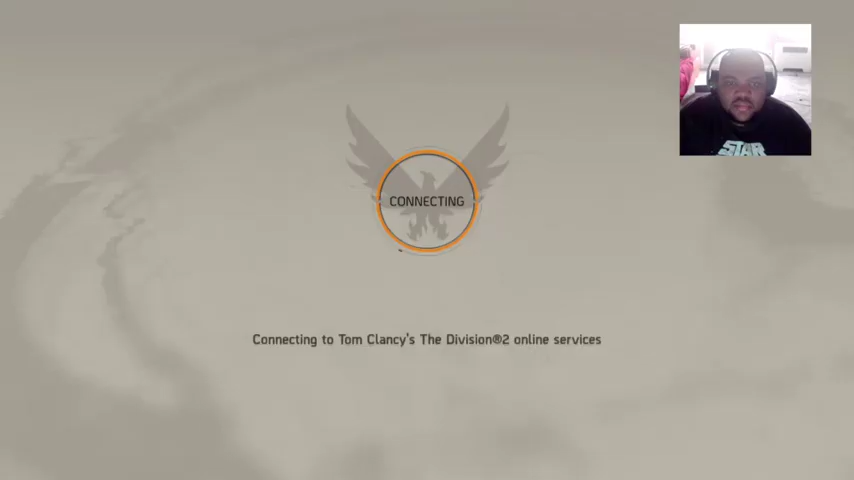 CONNECTING
Connecting to Tom Clancy's The Division®2 online services
STAR